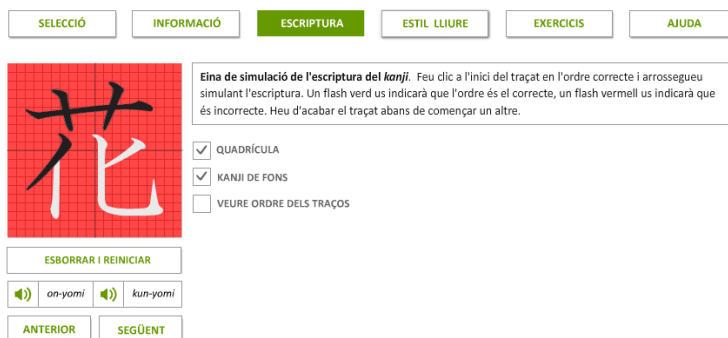 SELECCIÓ INFORMACIÓ ESCRIPTURA ESTIL LLIURE EXERCICIS AJUDA
花
Eina de simulació de l'escriptura del kanji. Feu clic a l'inici del traçat en l'ordre correcte i arrossegueu
simulant l'escriptura. Un flash verd us indicarà que l'ordre és el correcte, un flash vermell us indicarà que
és incorrecte. Heu d'acabar el traçat abans de començar un altre.
QUADRÍCULA
KANJI DE FONS
VEURE ORDRE DELS TRAÇOS
ESBORRAR I REINICIAR
on-yomi kun-yomi
ANTERIOR SEGÜENT